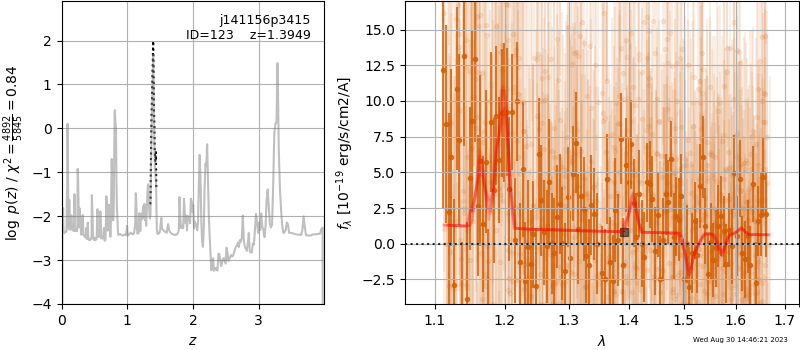 j141156p3415
ID=123 z=1.3949
log p(z) / χ² = 4892/5845 = 0.84
2
1
0
−1
−2
−3
−4
0 1 2 3
z
fλ [10⁻¹⁹ erg/s/cm2/A]
15.0
12.5
10.0
7.5
5.0
2.5
0.0
−2.5
1.1 1.2 1.3 1.4 1.5 1.6 1.7
λ
Wed Aug 30 14:46:21 2023